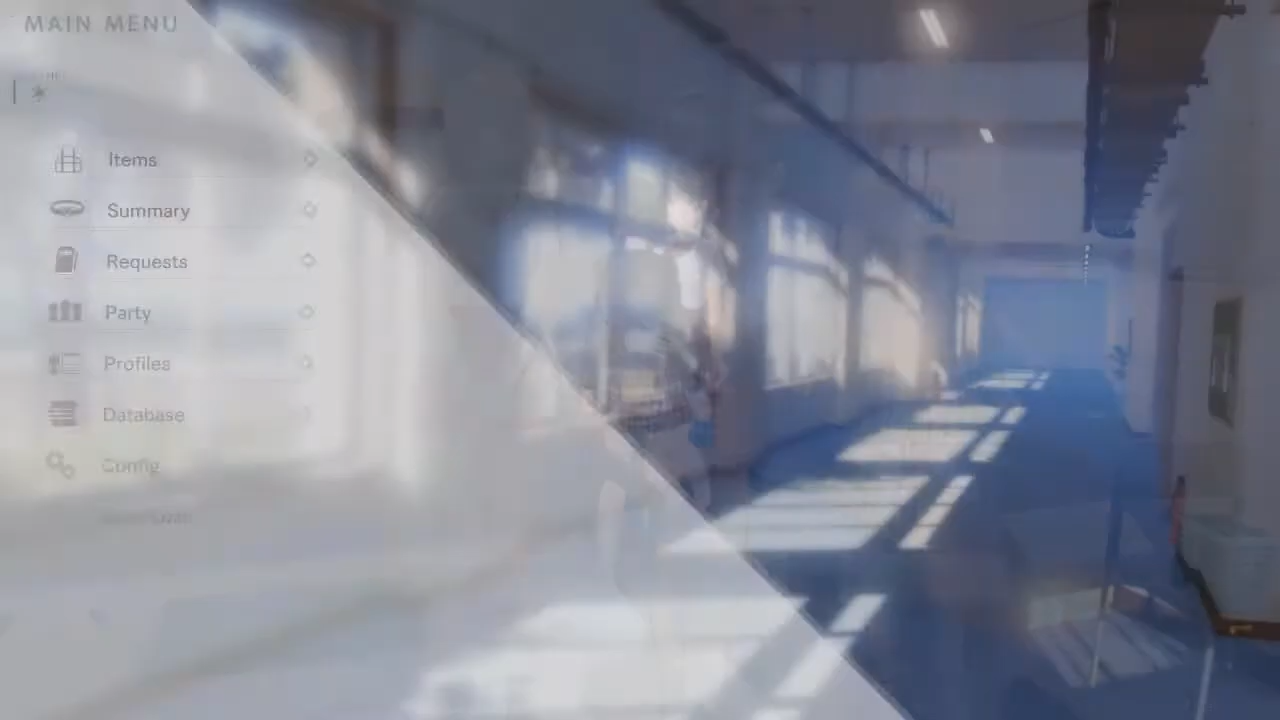 MAIN MENU
Items
Summary
Requests
Party
Profiles
Database
Config